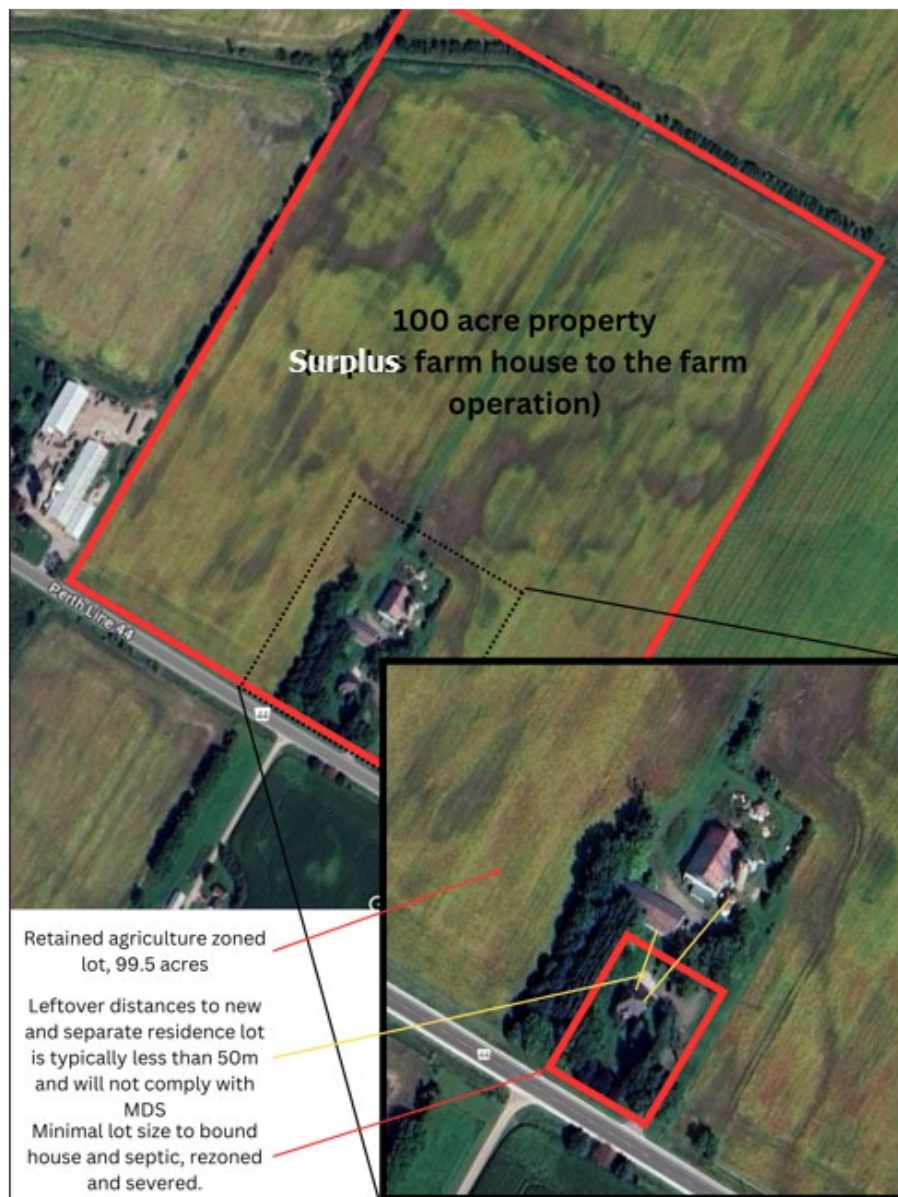 100 acre property
Surplus farm house to the farm
operation)
Perth Line 44
44
44
Retained agriculture zoned
lot, 99.5 acres
Leftover distances to new
and separate residence lot
is typically less than 50m
and will not comply with
MDS
Minimal lot size to bound
house and septic, rezoned
and severed.